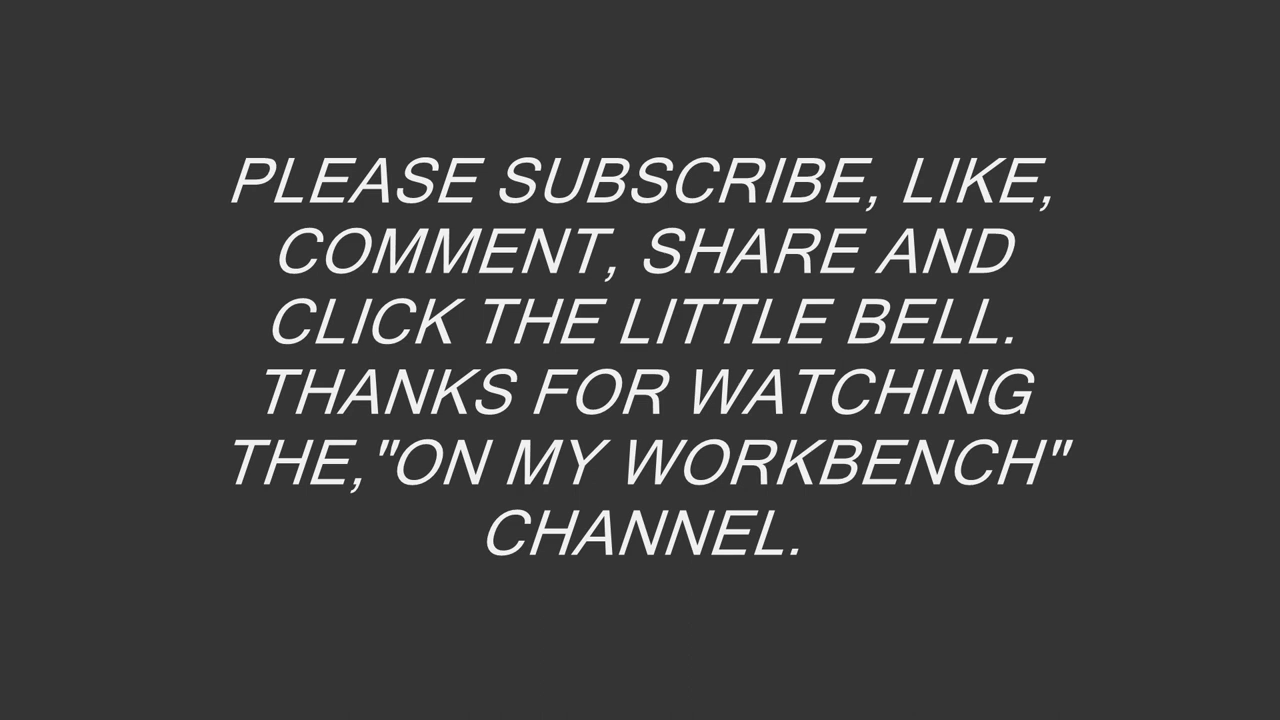 PLEASE SUBSCRIBE, LIKE,
COMMENT, SHARE AND
CLICK THE LITTLE BELL.
THANKS FOR WATCHING
THE,"ON MY WORKBENCH"
CHANNEL.